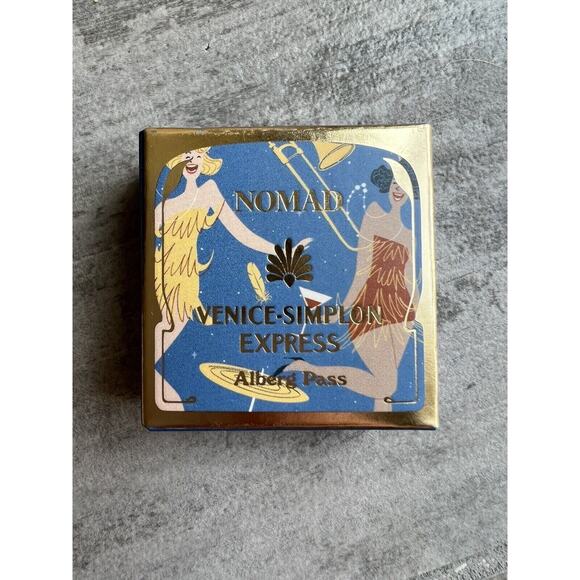 NOMAD
VENICE-SIMPLON
EXPRESS
Alberg Pass